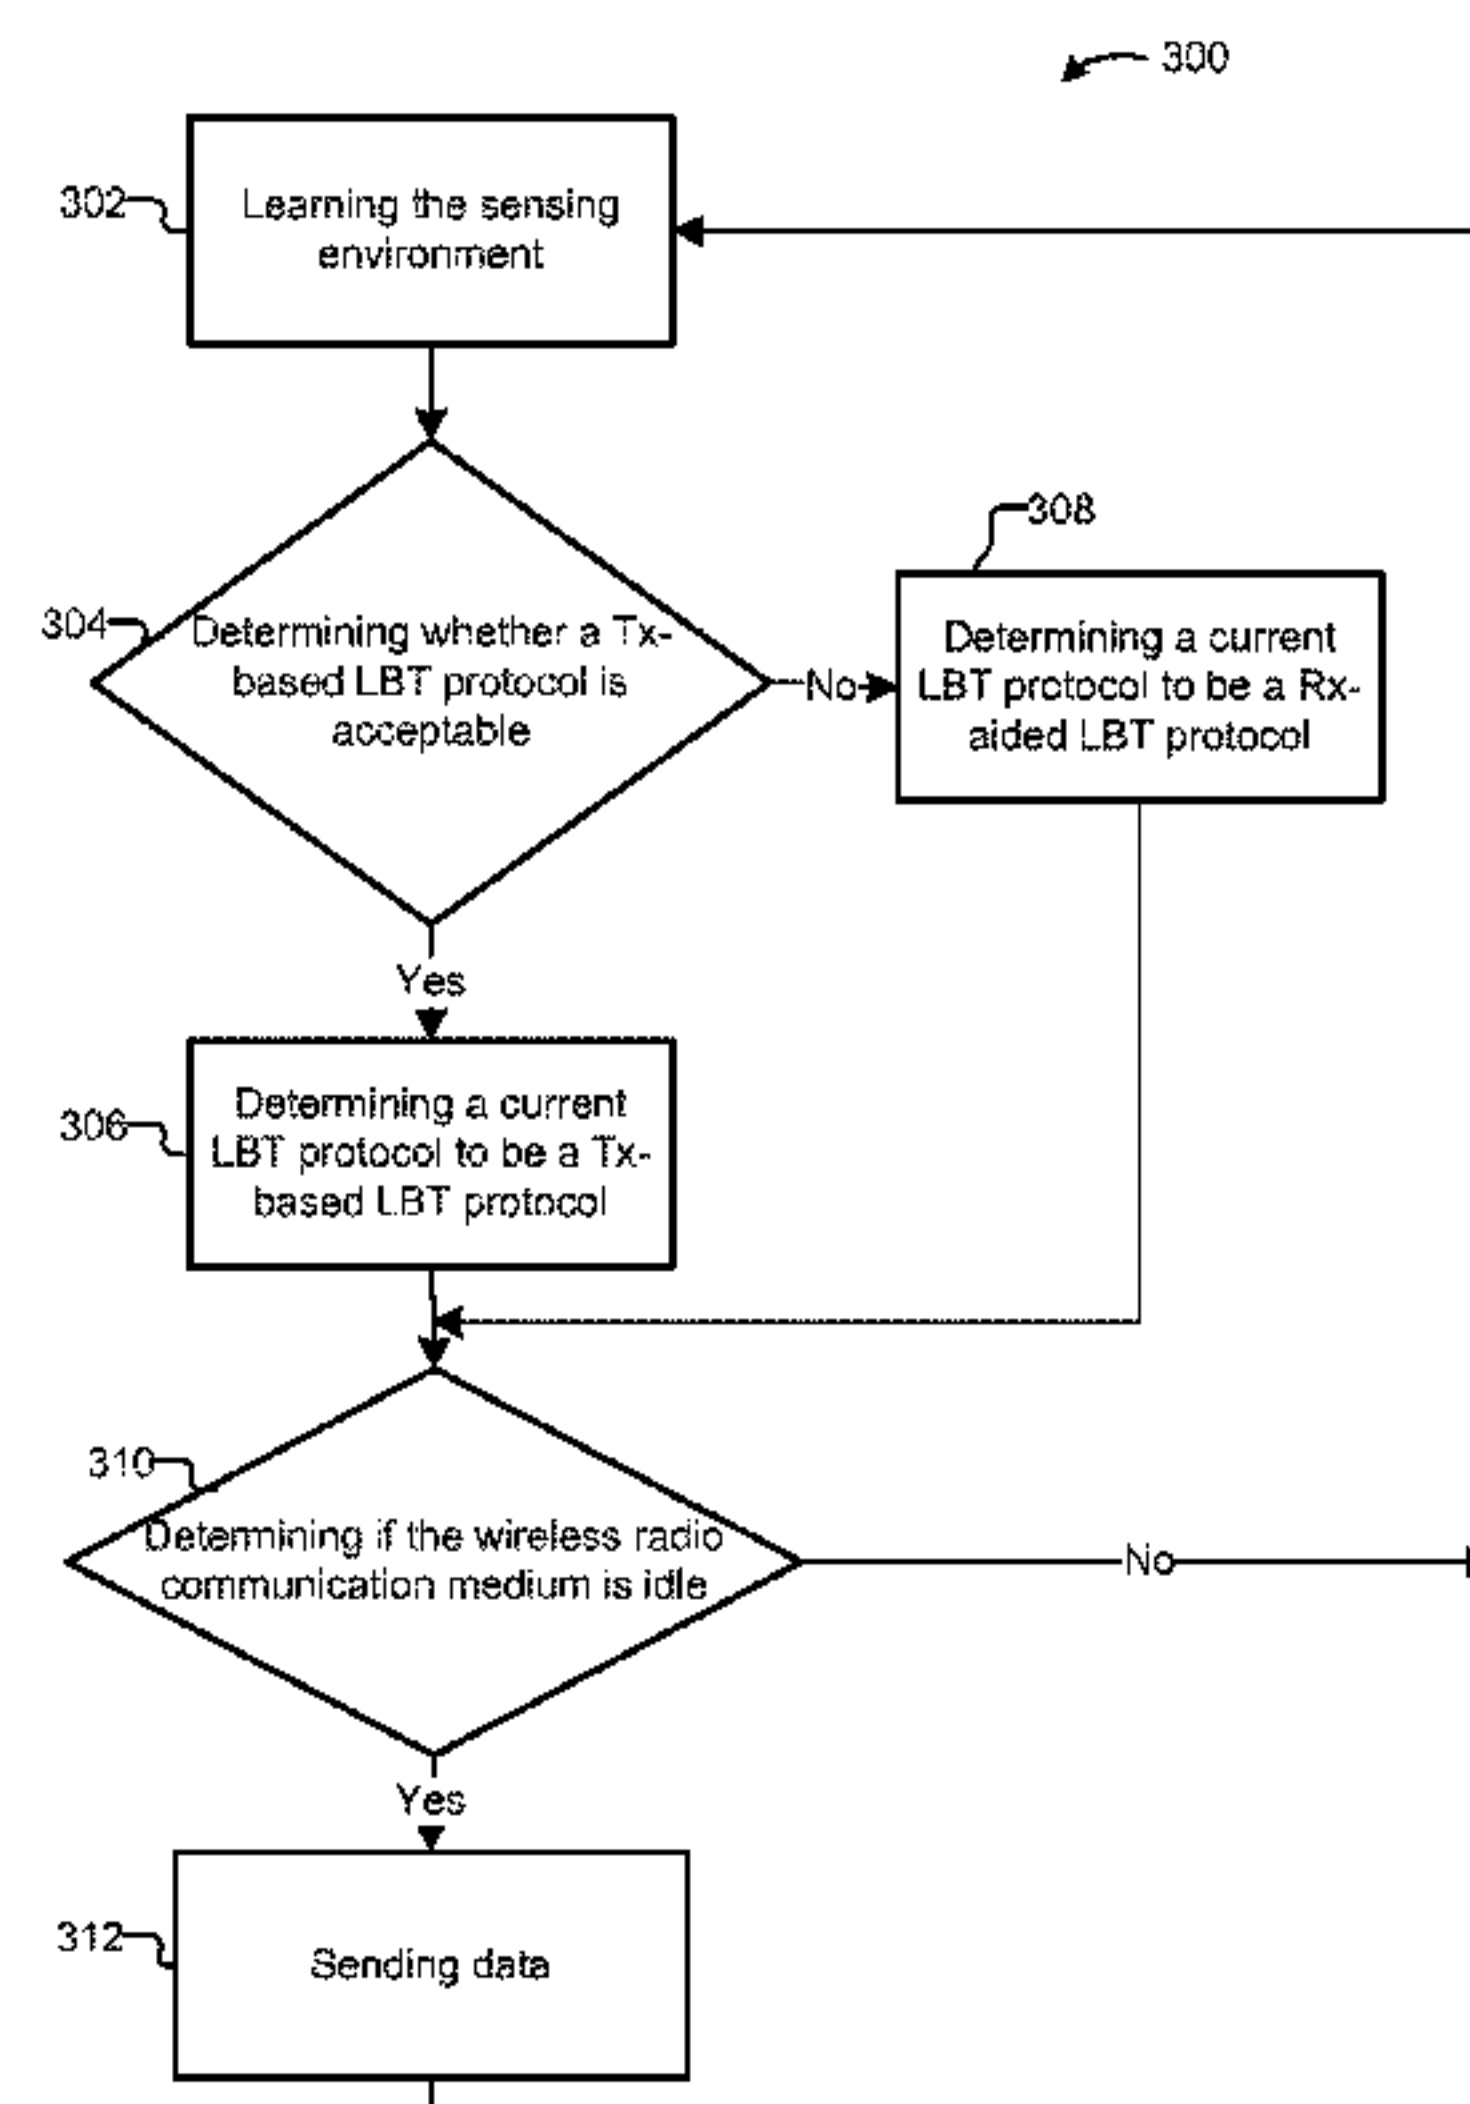 300
302
Learning the sensing
environment
304
Determining whether a Tx-
based LBT protocol is
acceptable
No
308
Determining a current
LBT protocol to be a Rx-
aided LBT protocol
Yes
306
Determining a current
LBT protocol to be a Tx-
based LBT protocol
310
Determining if the wireless radio
communication medium is idle
No
Yes
312
Sending data